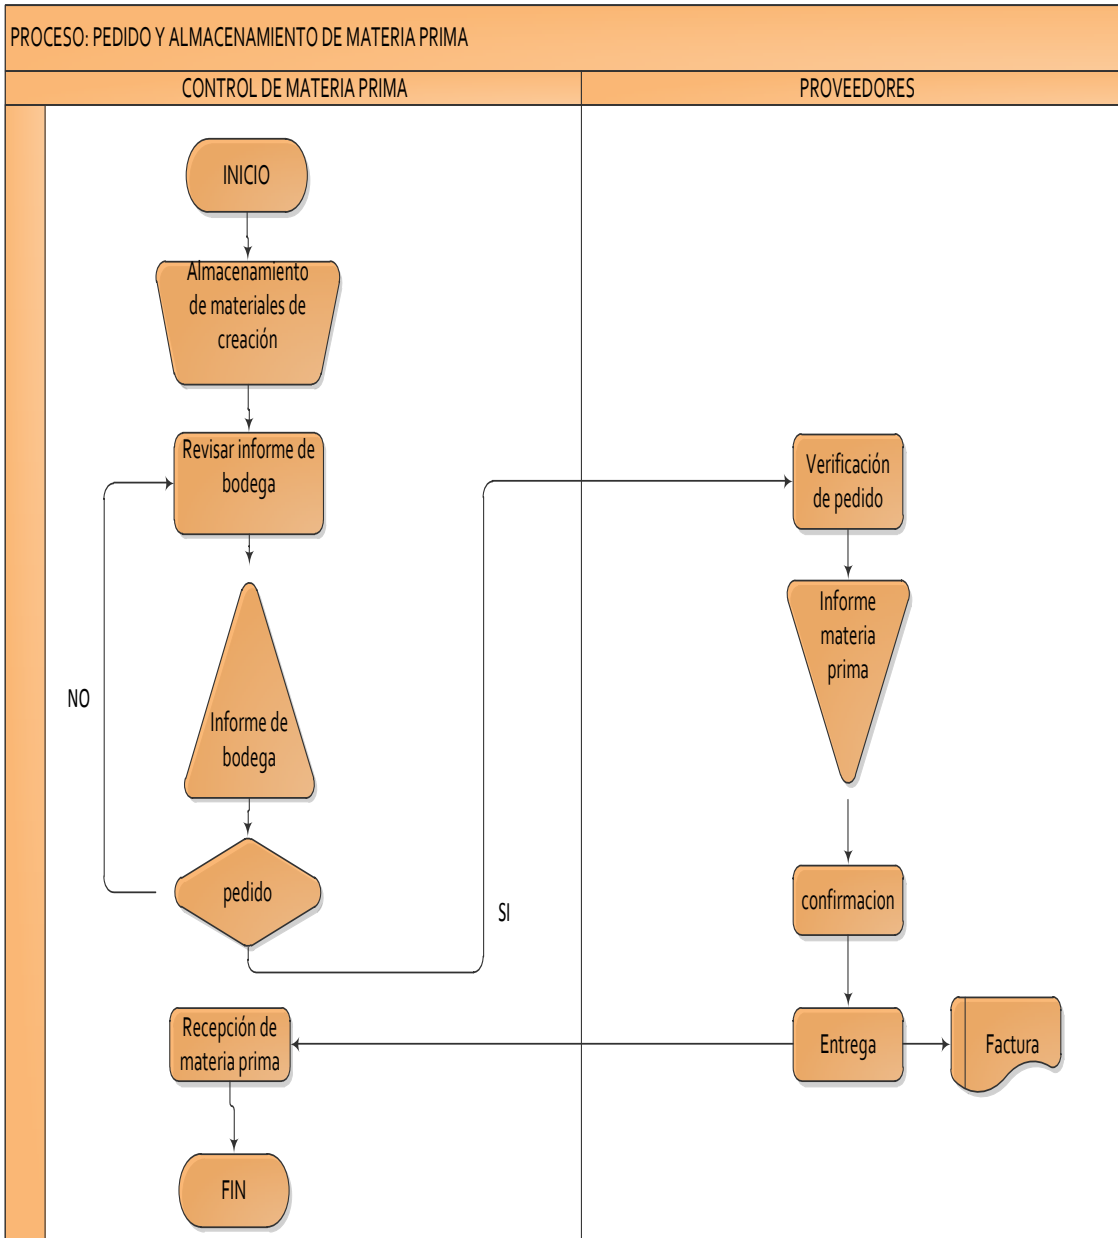 PROCESO: PEDIDO Y ALMACENAMIENTO DE MATERIA PRIMA
CONTROL DE MATERIA PRIMA
PROVEEDORES
INICIO
Almacenamiento
de materiales de
creación
Revisar informe de
bodega
Informe de
bodega
NO
pedido
SI
Verificación
de pedido
Informe
materia
prima
confirmacion
Entrega
Factura
Recepción de
materia prima
FIN